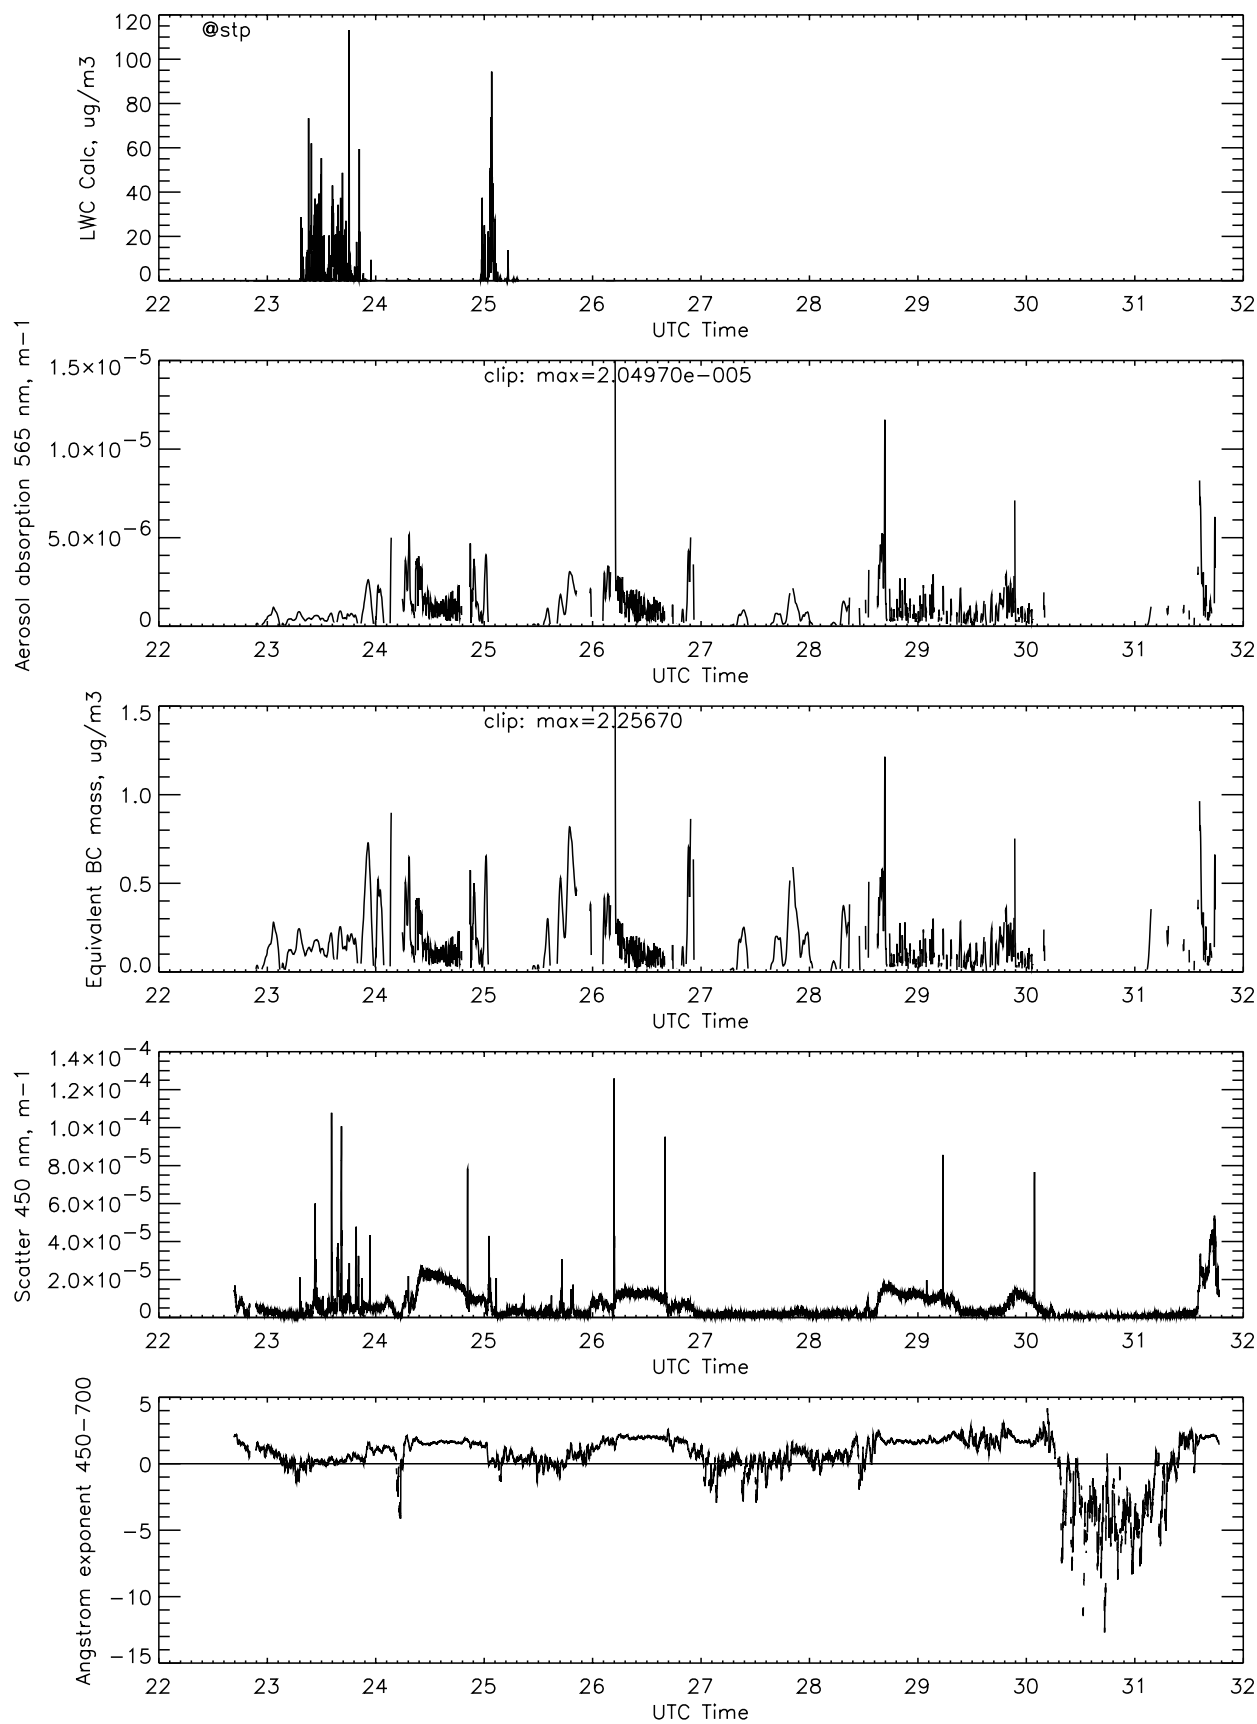 @stp
LWC Calc, ug/m3
120
100
80
60
40
20
0
22 23 24 25 26 27 28 29 30 31 32
UTC Time
clip: max=2.04970e-005
Aerosol absorption 565 nm, m-1
1.5×10⁻⁵
1.0×10⁻⁵
5.0×10⁻⁶
0
22 23 24 25 26 27 28 29 30 31 32
UTC Time
clip: max=2.25670
Equivalent BC mass, ug/m3
1.5
1.0
0.5
0.0
22 23 24 25 26 27 28 29 30 31 32
UTC Time
Scatter 450 nm, m-1
1.4×10⁻⁴
1.2×10⁻⁴
1.0×10⁻⁴
8.0×10⁻⁵
6.0×10⁻⁵
4.0×10⁻⁵
2.0×10⁻⁵
0
22 23 24 25 26 27 28 29 30 31 32
UTC Time
Angstrom exponent 450-700
5
0
-5
-10
-15
22 23 24 25 26 27 28 29 30 31 32
UTC Time